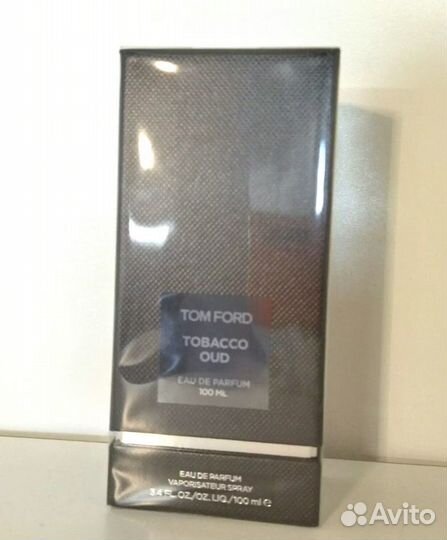 TOM FORD
TOBACCO
OUD
EAU DE PARFUM
100 ML
EAU DE PARFUM
VAPORISATEUR SPRAY
3.4 FL.OZ./OZ. LIQ./100 ml e
Avito